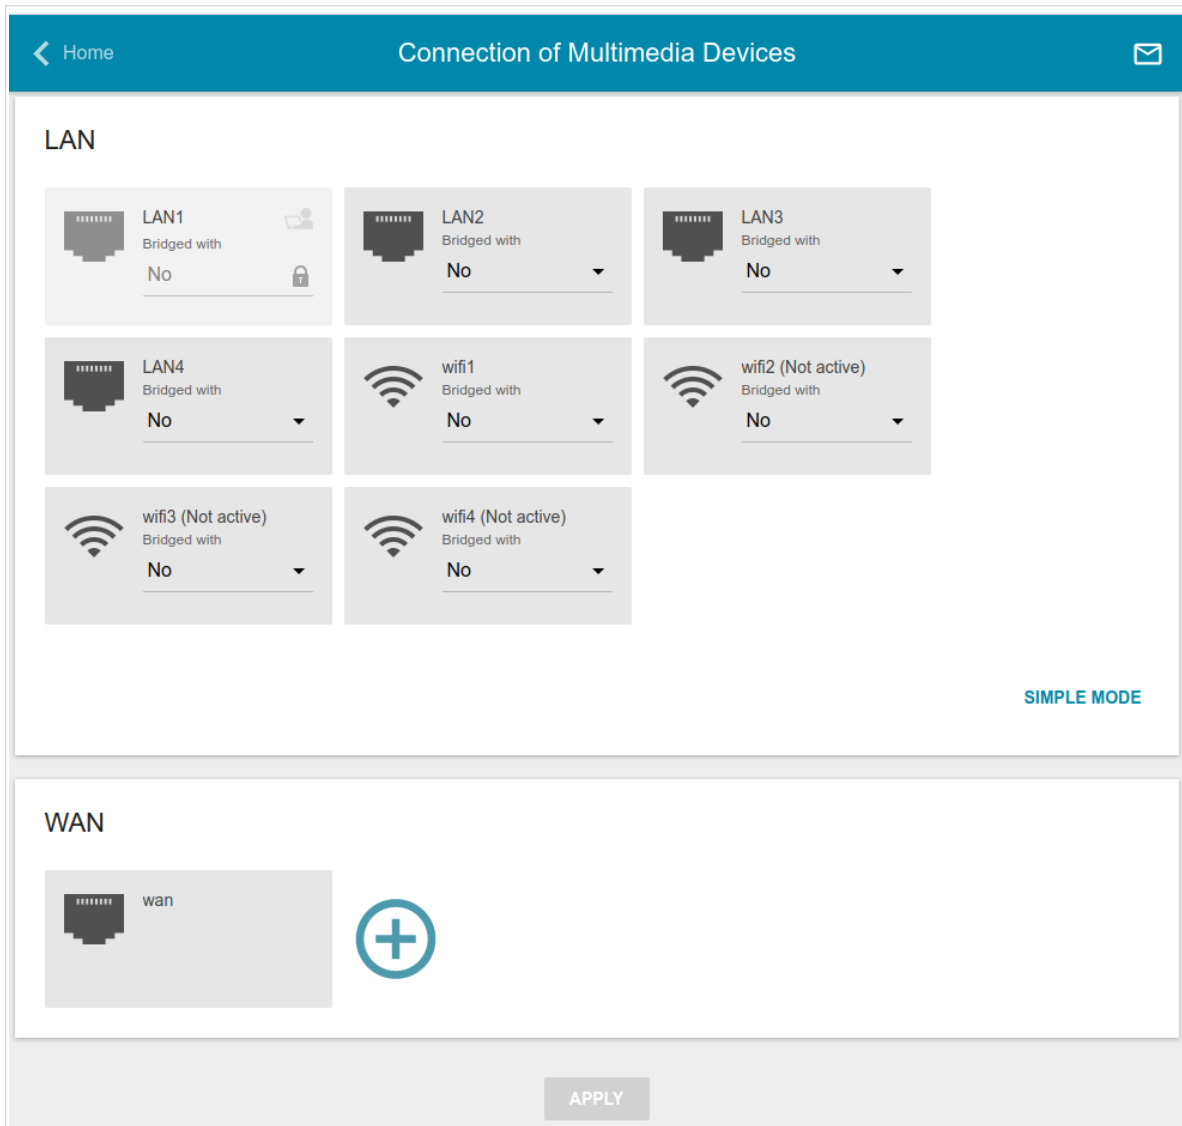 Home
Connection of Multimedia Devices
LAN
LAN1
Bridged with
No
LAN2
Bridged with
No
LAN3
Bridged with
No
LAN4
Bridged with
No
wifi1
Bridged with
No
wifi2 (Not active)
Bridged with
No
wifi3 (Not active)
Bridged with
No
wifi4 (Not active)
Bridged with
No
SIMPLE MODE
WAN
wan
APPLY